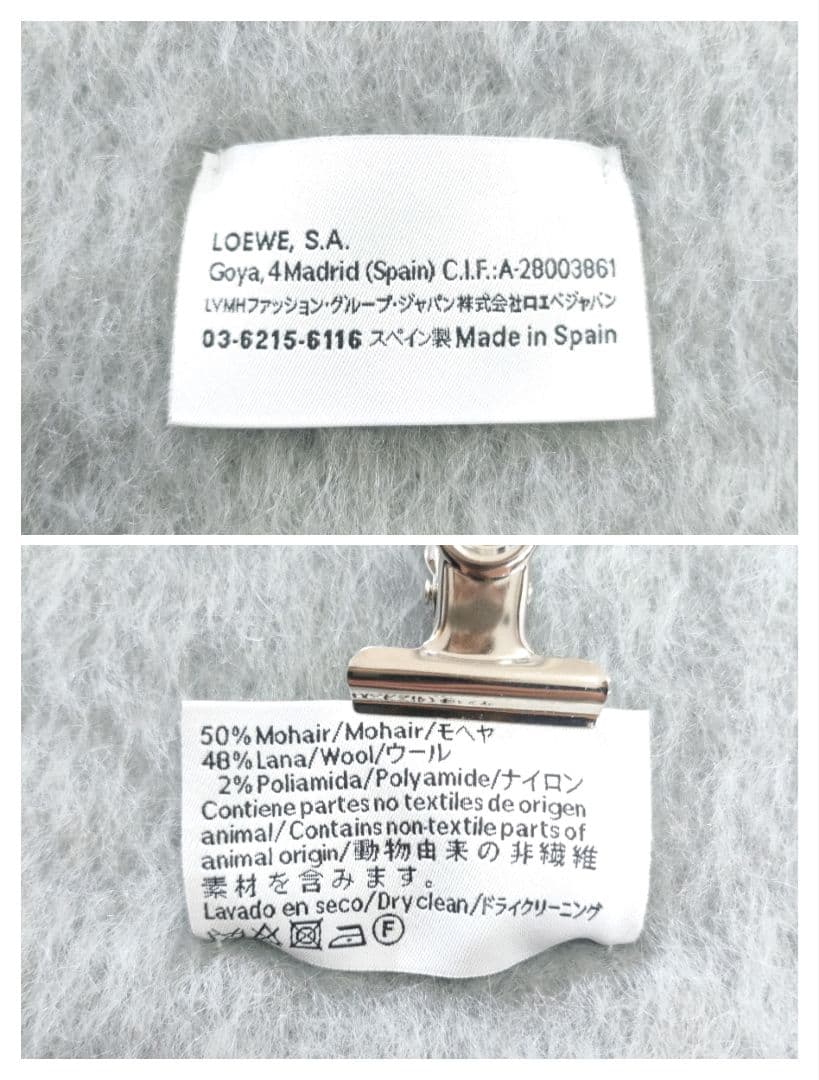 LOEWE, S.A.
Goya, 4 Madrid (Spain) C.I.F.:A-28003861
LVMHファッション・グループ・ジャパン株式会社ロエベジャパン
03-6215-6116 スペイン製 Made in Spain
50% Mohair/Mohair/モヘヤ
48% Lana/Wool/ウール
2% Poliamida/Polyamide/ナイロン
Contiene partes no textiles de origen
animal/Contains non-textile parts of
animal origin/動物由来の非繊維
素材を含みます。
Lavado en seco/Dry clean/ドライクリーニング
F